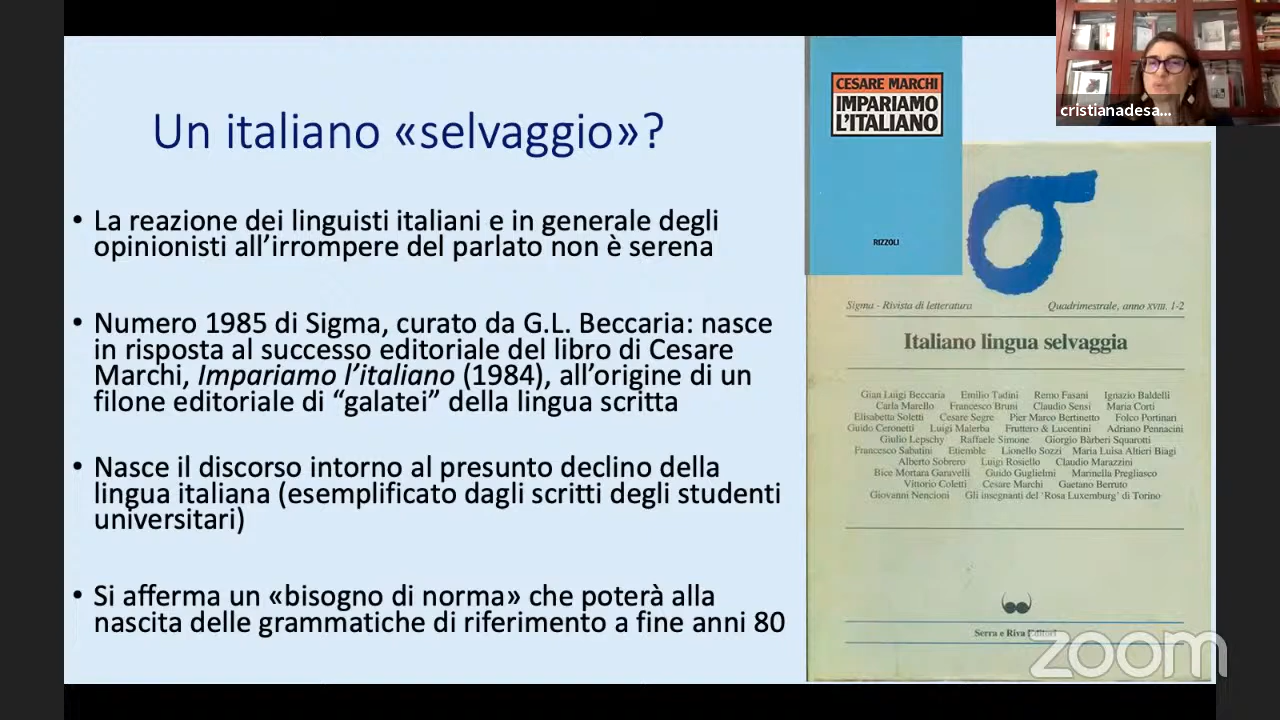 Un italiano «selvaggio»?
• La reazione dei linguisti italiani e in generale degli
opinionisti all’irrompere del parlato non è serena
• Numero 1985 di Sigma, curato da G.L. Beccaria: nasce
in risposta al successo editoriale del libro di Cesare
Marchi, Impariamo l’italiano (1984), all’origine di un
filone editoriale di “galatei” della lingua scritta
• Nasce il discorso intorno al presunto declino della
lingua italiana (esemplificato dagli scritti degli studenti
universitari)
• Si afferma un «bisogno di norma» che poterà alla
nascita delle grammatiche di riferimento a fine anni 80
CESARE MARCHI
IMPARIAMO
L'ITALIANO
RIZZOLI
cristianadesa...
Sigma - Rivista di letteratura Quadrimestrale, anno XVIII. 1-2
Italiano lingua selvaggia
Gian Luigi Beccaria Emilio Tadini Remo Fasani Ignazio Baldelli
Carla Marello Francesco Bruni Claudio Sensi Maria Corti
Elisabetta Soletti Cesare Segre Pier Marco Bertinetto Folco Portinari
Guido Ceronetti Luigi Malerba Fruttero & Lucentini Adriano Pennacini
Giulio Lepschy Raffaele Simone Giorgio Bàrberi Squarotti
Francesco Sabatini Etiemble Lionello Sozzi Maria Luisa Altieri Biagi
Alberto Sobrero Luigi Rosiello Claudio Marazzini
Bice Mortara Garavelli Guido Guglielmi Marinella Pregliasco
Vittorio Coletti Cesare Marchi Gaetano Berruto
Giovanni Nencioni Gli insegnanti del 'Rosa Luxemburg' di Torino
Serra e Riva Editori
zoom